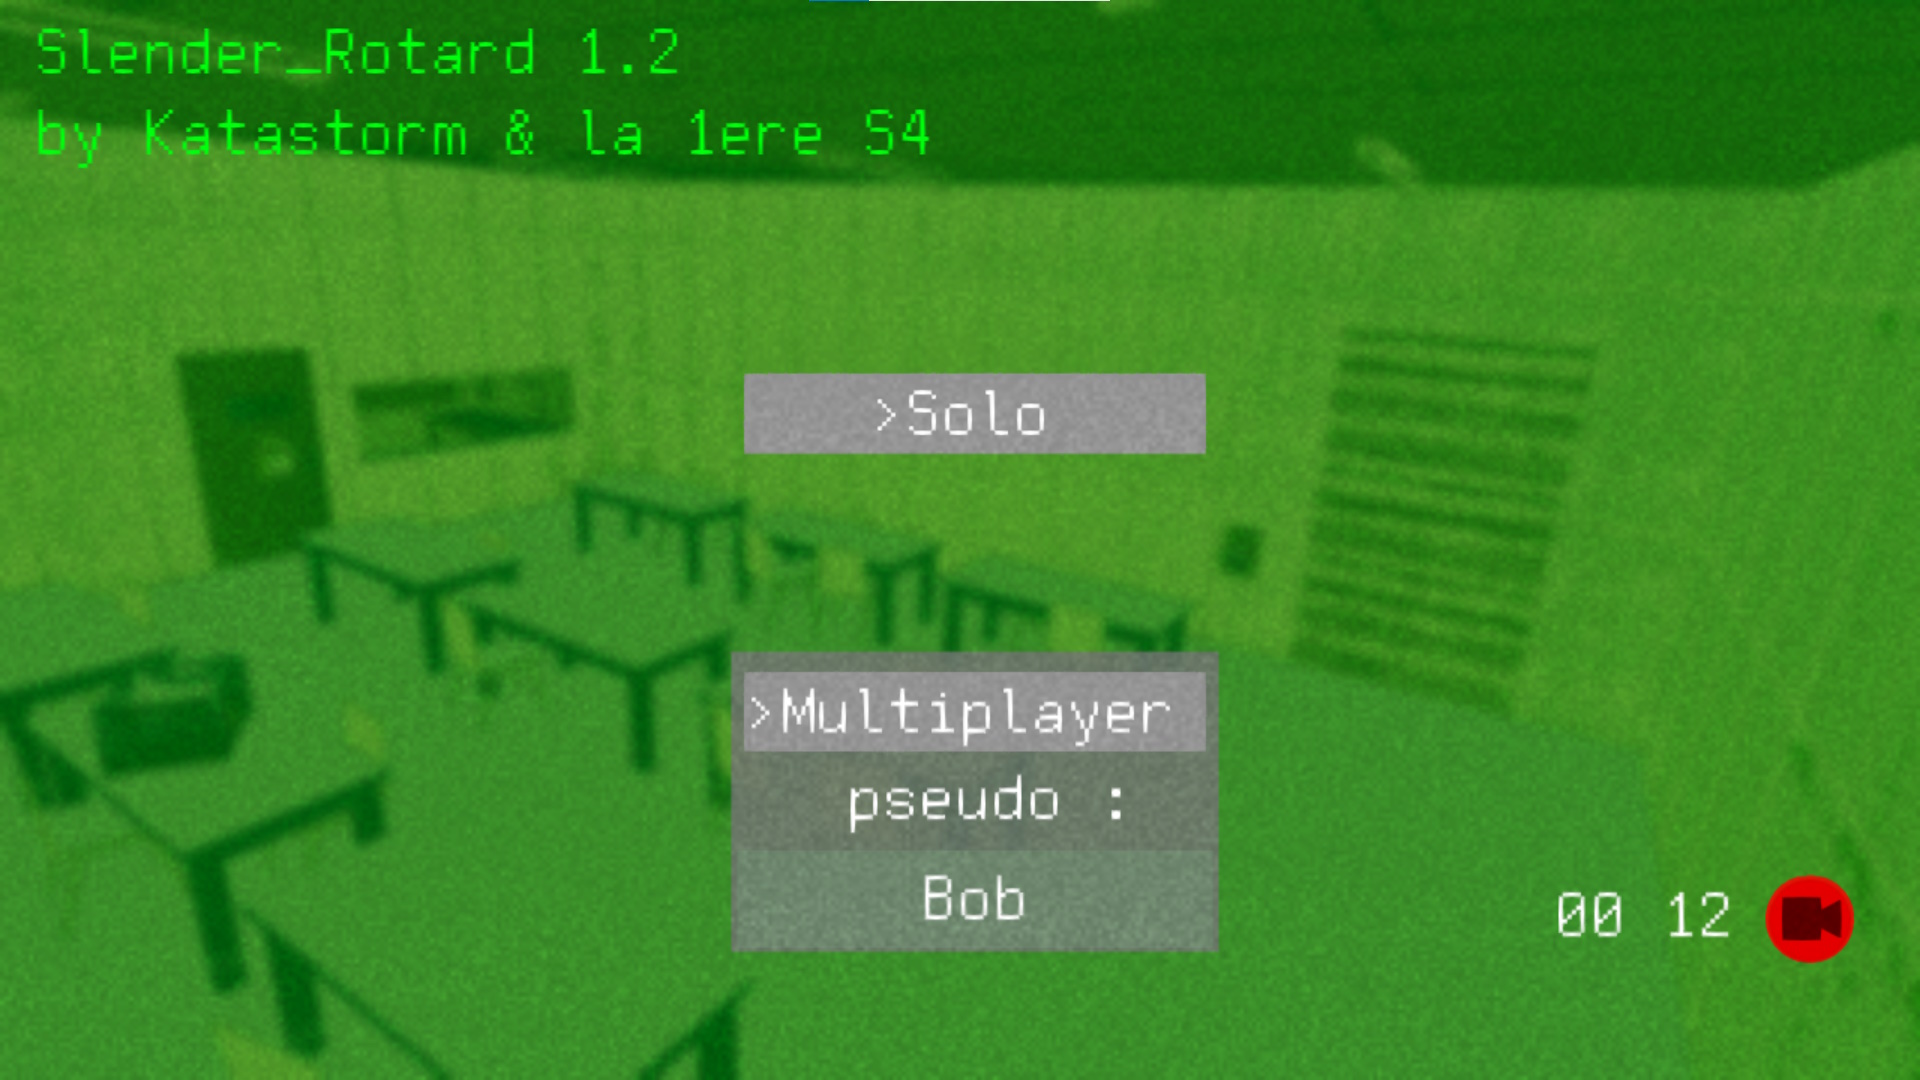 Slender_Rotard 1.2
by Katastorm & la 1ere S4
>Solo
>Multiplayer
pseudo :
Bob
00 12